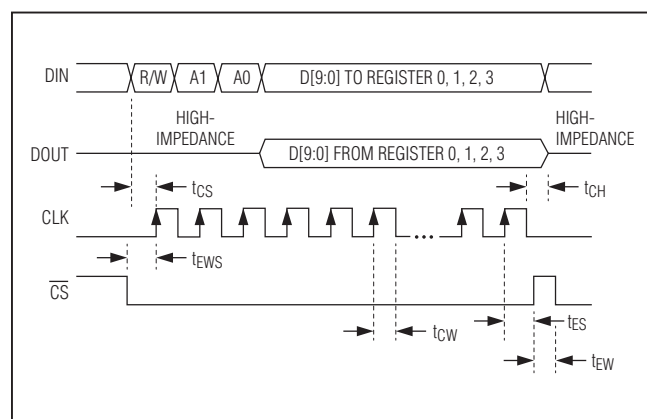 DIN R/W A1 A0 D[9:0] TO REGISTER 0, 1, 2, 3
HIGH-
IMPEDANCE
HIGH-
IMPEDANCE
DOUT D[9:0] FROM REGISTER 0, 1, 2, 3
tCS
tCH
CLK
...
tEWS
CS
tCW
tES
tEW